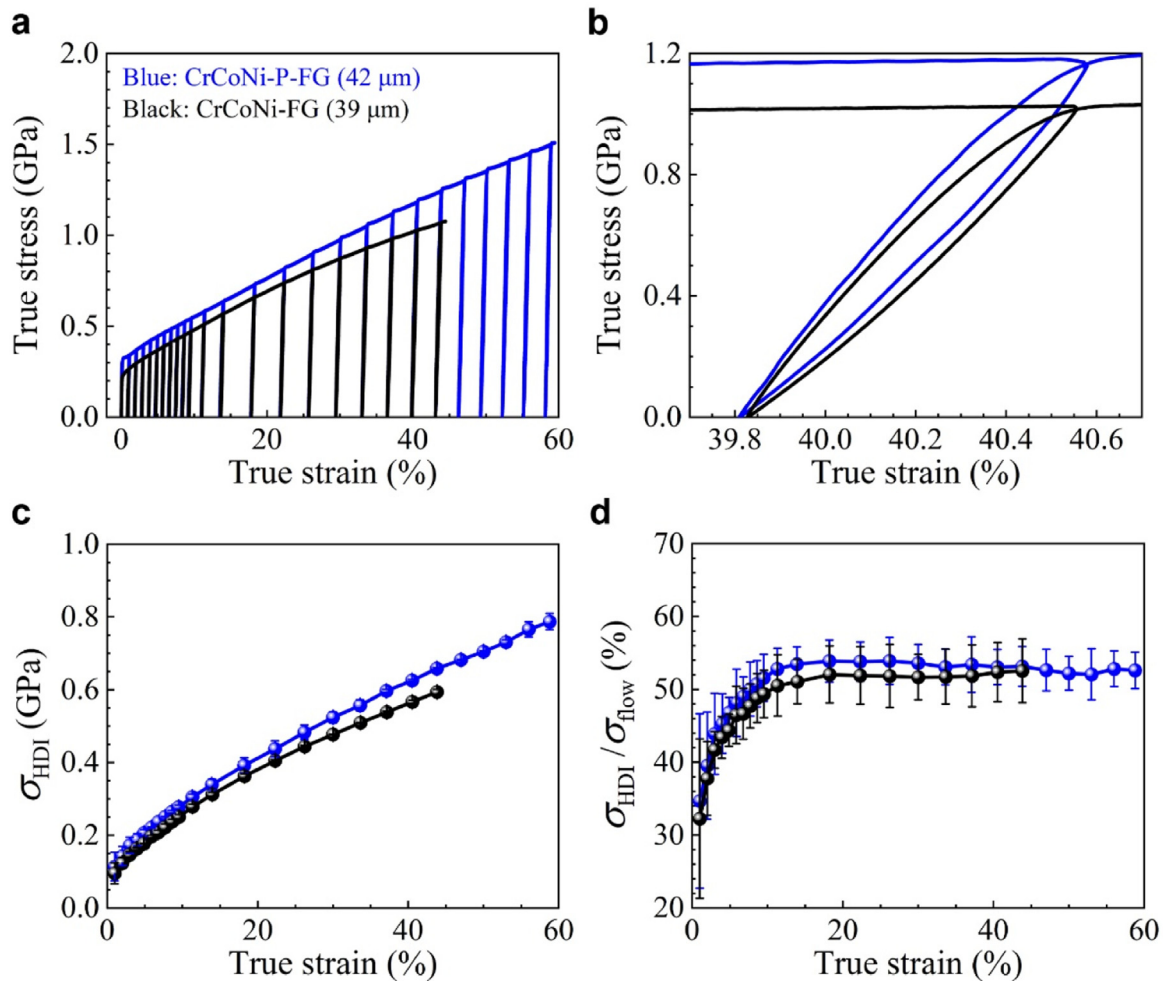 a
2.0
1.5
1.0
0.5
0.0
True stress (GPa)
Blue: CrCoNi-P-FG (42 μm)
Black: CrCoNi-FG (39 μm)
0 20 40 60
True strain (%)
b
1.2
0.8
0.4
0.0
True stress (GPa)
39.8 40.0 40.2 40.4 40.6
True strain (%)
c
1.0
0.8
0.6
0.4
0.2
0.0
σHDI (GPa)
0 20 40 60
True strain (%)
d
70
60
50
40
30
20
σHDI/σflow (%)
0 20 40 60
True strain (%)